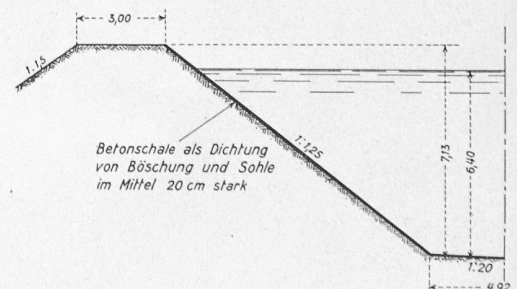 3,00
1:1,5
Betonschale als Dichtung
von Böschung und Sohle
im Mittel 20 cm stark
1:1,25
7,13
6,40
1:20
4,92